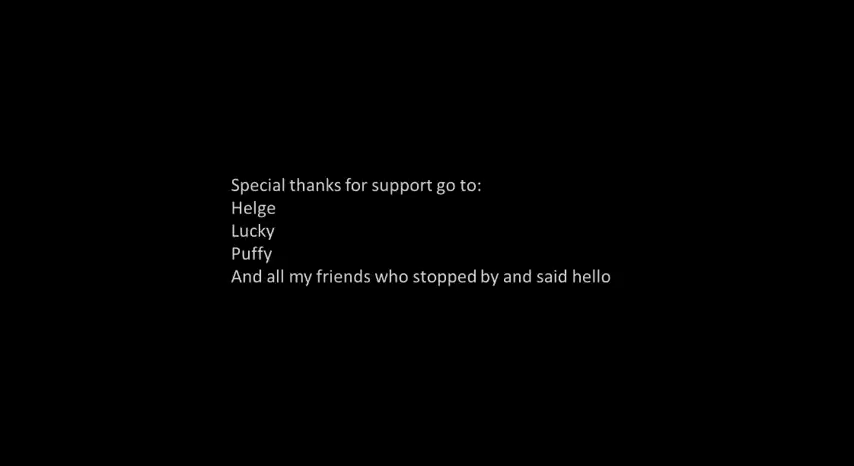 Special thanks for support go to:
Helge
Lucky
Puffy
And all my friends who stopped by and said hello